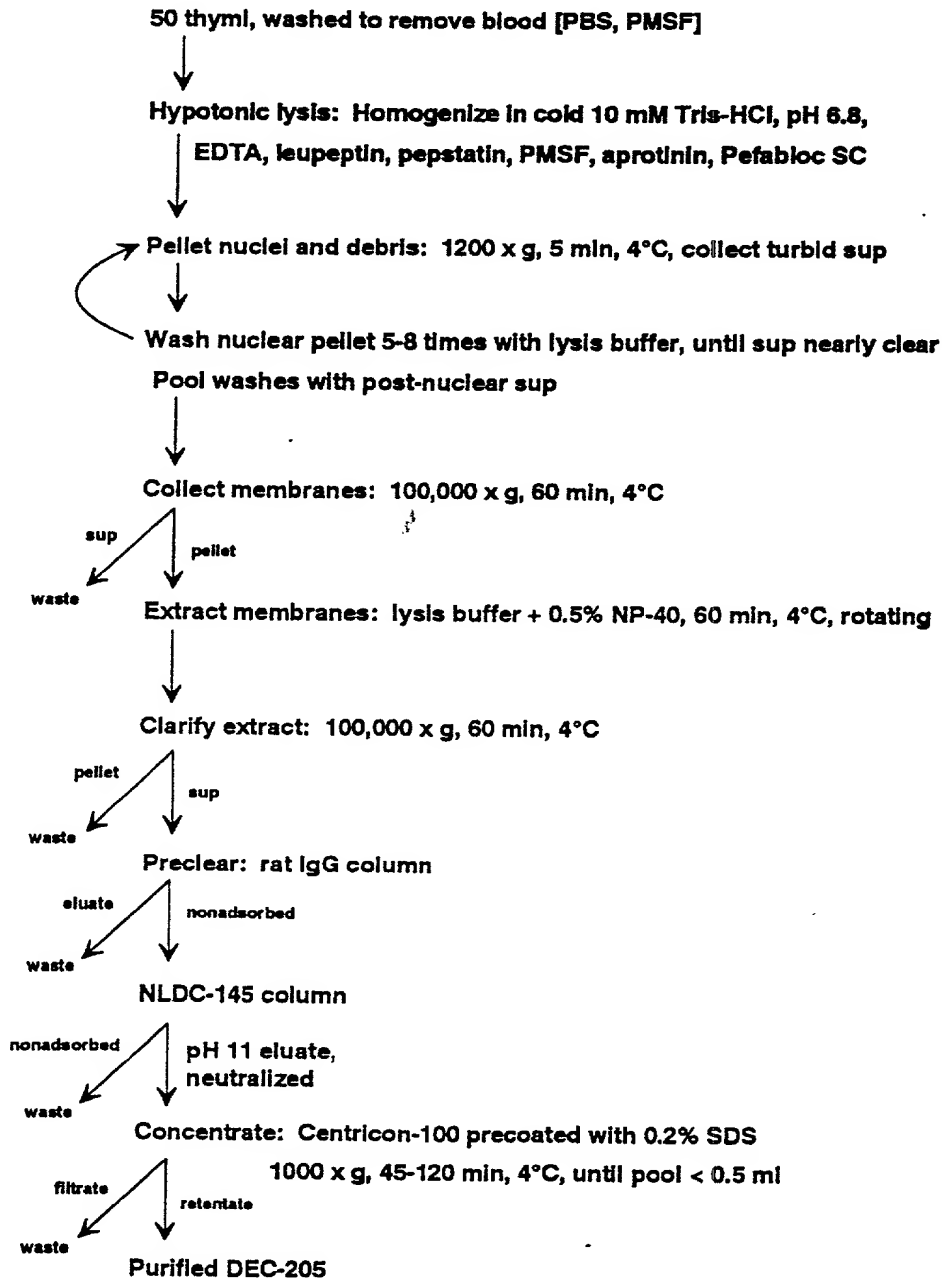 50 thymi, washed to remove blood [PBS, PMSF]
Hypotonic lysis: Homogenize in cold 10 mM Tris-HCl, pH 6.8,
EDTA, leupeptin, pepstatin, PMSF, aprotinin, Pefabloc SC
Pellet nuclei and debris: 1200 x g, 5 min, 4°C, collect turbid sup
Wash nuclear pellet 5-8 times with lysis buffer, until sup nearly clear
Pool washes with post-nuclear sup
Collect membranes: 100,000 x g, 60 min, 4°C
sup
pellet
waste
Extract membranes: lysis buffer + 0.5% NP-40, 60 min, 4°C, rotating
Clarify extract: 100,000 x g, 60 min, 4°C
pellet
sup
waste
Preclear: rat IgG column
eluate
nonadsorbed
waste
NLDC-145 column
nonadsorbed
pH 11 eluate,
neutralized
waste
Concentrate: Centricon-100 precoated with 0.2% SDS
1000 x g, 45-120 min, 4°C, until pool < 0.5 ml
filtrate
retentate
waste
Purified DEC-205